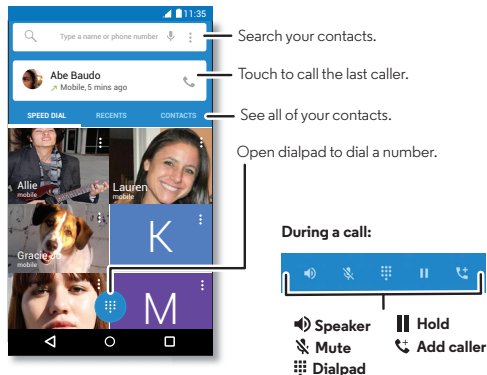 11:35
Type a name or phone number
Search your contacts.
Abe Baudo
Mobile, 5 mins ago
Touch to call the last caller.
SPEED DIAL RECENTS CONTACTS
See all of your contacts.
Open dialpad to dial a number.
Allie
mobile
Lauren
mobile
Gracie
mobile
K
M
During a call:
Speaker
Hold
Mute
Add caller
Dialpad